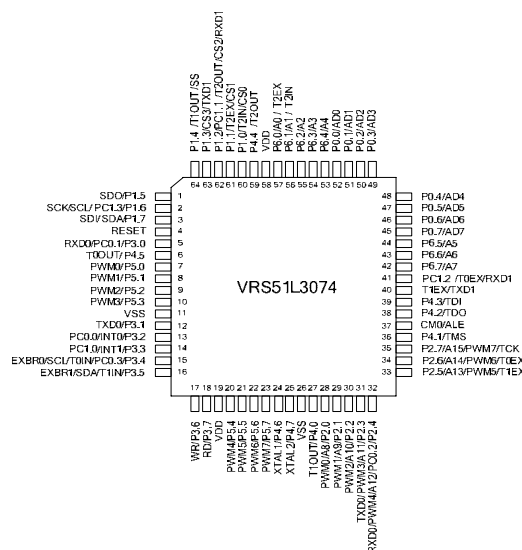 P1.4 /T1OUT /SS
P1.3/CS3/TXD1
P1.2/PC1.1 /T2OUT/CS2/RXD1
P1.1/T2EX/CS1
P1.0/T2IN/CS0
P4.4 /T2OUT
VDD
P6.0/A0 / T2EX
P6.1/A1 / T2IN
P6.2/A2
P6.3/A3
P6.4/A4
P0.0/AD0
P0.1/AD1
P0.2/AD2
P0.3/AD3
64 63 62 61 60 59 58 57 56 55 54 53 52 51 50 49
SDO/P1.5 1
SCK/SCL/ PC1.3/P1.6 2
SDI/SDA/P1.7 3
RESET 4
RXD0/PC0.1/P3.0 5
T0OUT/P4.5 6
PWM0/P5.0 7
PWM1/P5.1 8
PWM2/P5.2 9
PWM3/P5.3 10
VSS 11
TXD0/P3.1 12
PC0.0/INT0/P3.2 13
PC1.0/INT1/P3.3 14
EXBR0/SCL/T0IN/PC0.3/P3.4 15
EXBR1/SDA/T1IN/P3.5 16
VRS51L3074
48 P0.4/AD4
47 P0.5/AD5
46 P0.6/AD6
45 P0.7/AD7
44 P6.5/A5
43 P6.6/A6
42 P6.7/A7
41 PC1.2 /T0EX/RXD1
40 T1EX/TXD1
39 P4.3/TDI
38 P4.2/TDO
37 CM0/ALE
36 P4.1/TMS
35 P2.7/A15/PWM7/TCK
34 P2.6/A14/PWM6/T0EX
33 P2.5/A13/PWM5/T1EX
17 18 19 20 21 22 23 24 25 26 27 28 29 30 31 32
WR/P3.6
RD/P3.7
VDD
PWM4/P5.4
PWM5/P5.5
PWM6/P5.6
PWM7/P5.7
XTAL1/P4.6
XTAL2/P4.7
VSS
T1OUT/P4.0
PWM0/A8/P2.0
PWM1/A9/P2.1
PWM2/A10/P2.2
TXD0/PWM3/A11/P2.3
RXD0/PWM4/A12/PC0.2/P2.4